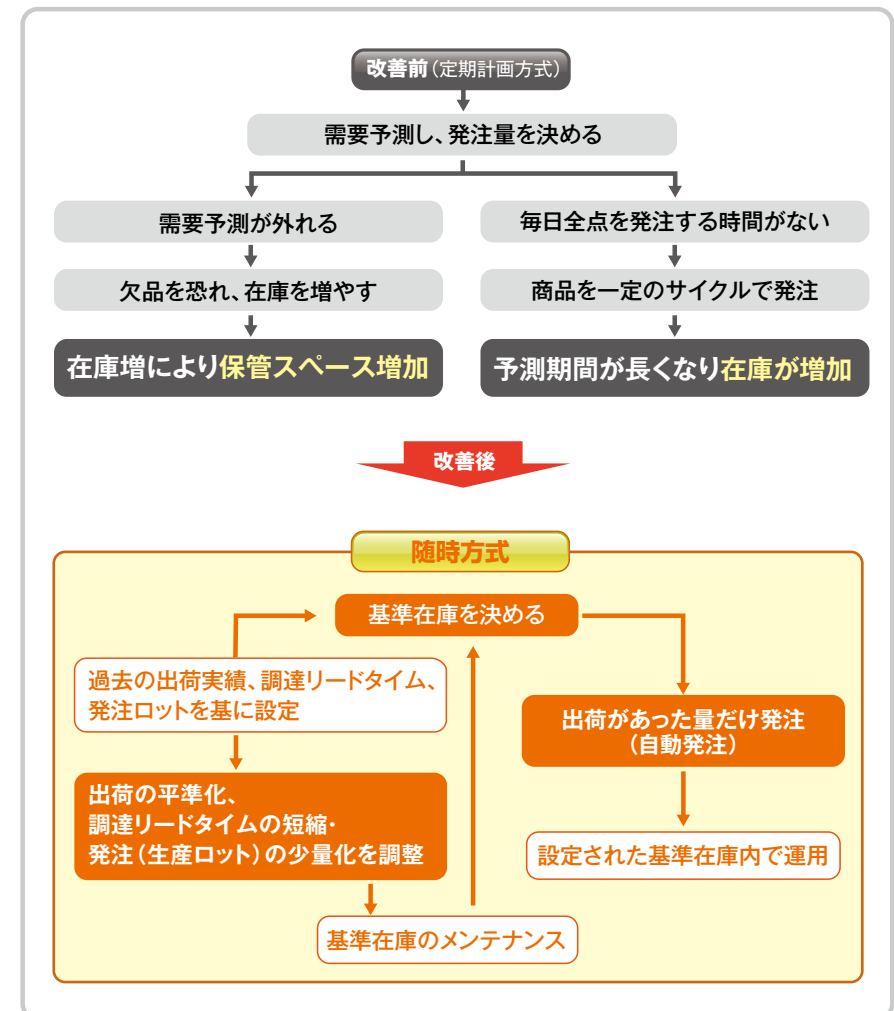 改善前(定期計画方式)
需要予測し、発注量を決める
需要予測が外れる
毎日全点を発注する時間がない
欠品を恐れ、在庫を増やす
商品を一定のサイクルで発注
在庫増により保管スペース増加
予測期間が長くなり在庫が増加
改善後
随時方式
基準在庫を決める
過去の出荷実績、調達リードタイム、
発注ロットを基に設定
出荷があった量だけ発注
(自動発注)
出荷の平準化、
調達リードタイムの短縮・
発注(生産ロット)の少量化を調整
設定された基準在庫内で運用
基準在庫のメンテナンス